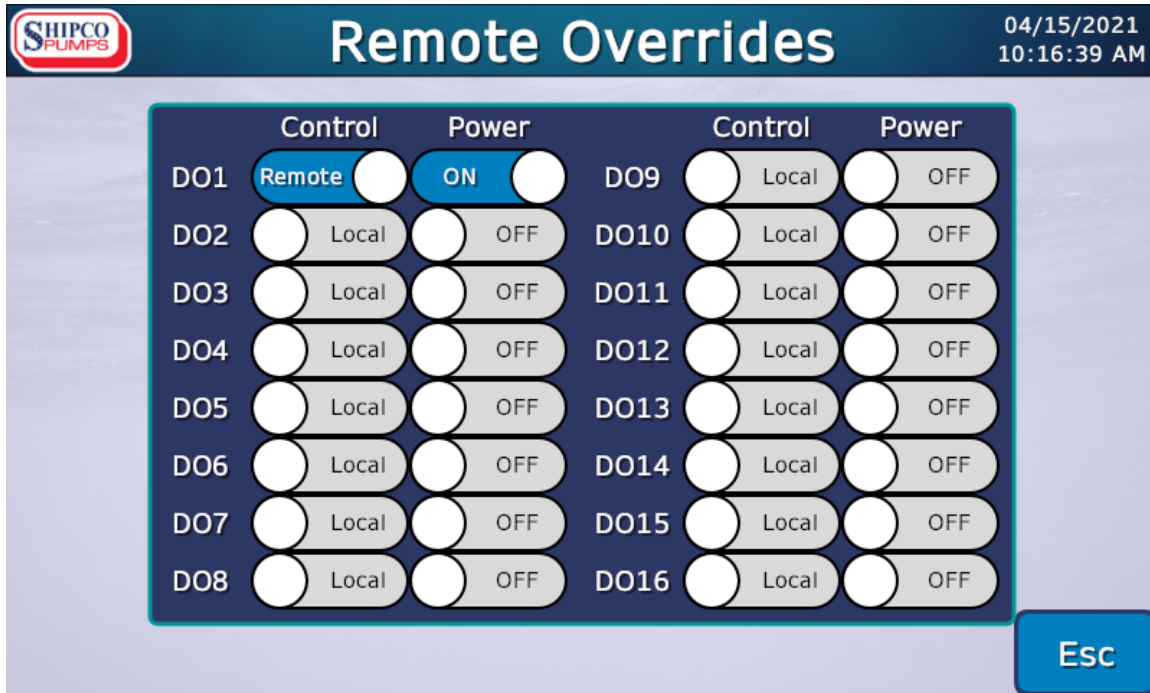 SHIPCO
PUMPS
Remote Overrides
04/15/2021
10:16:39 AM
Control Power Control Power
DO1 Remote ON DO9 Local OFF
DO2 Local OFF DO10 Local OFF
DO3 Local OFF DO11 Local OFF
DO4 Local OFF DO12 Local OFF
DO5 Local OFF DO13 Local OFF
DO6 Local OFF DO14 Local OFF
DO7 Local OFF DO15 Local OFF
DO8 Local OFF DO16 Local OFF
Esc